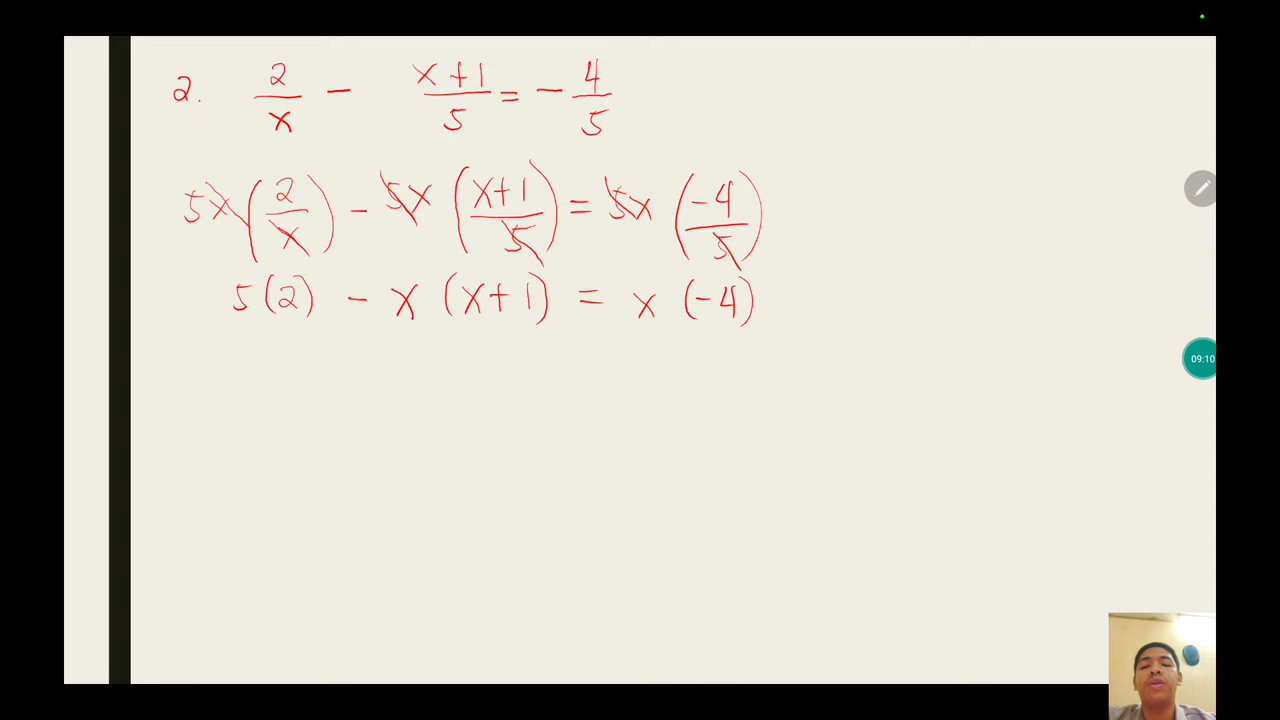 2. 2/x - x+1/5 = - 4/5
5x (2/x) - 5x (x+1/5) = 5x (-4/5)
5(2) - x (x+1) = x (-4)
09:10